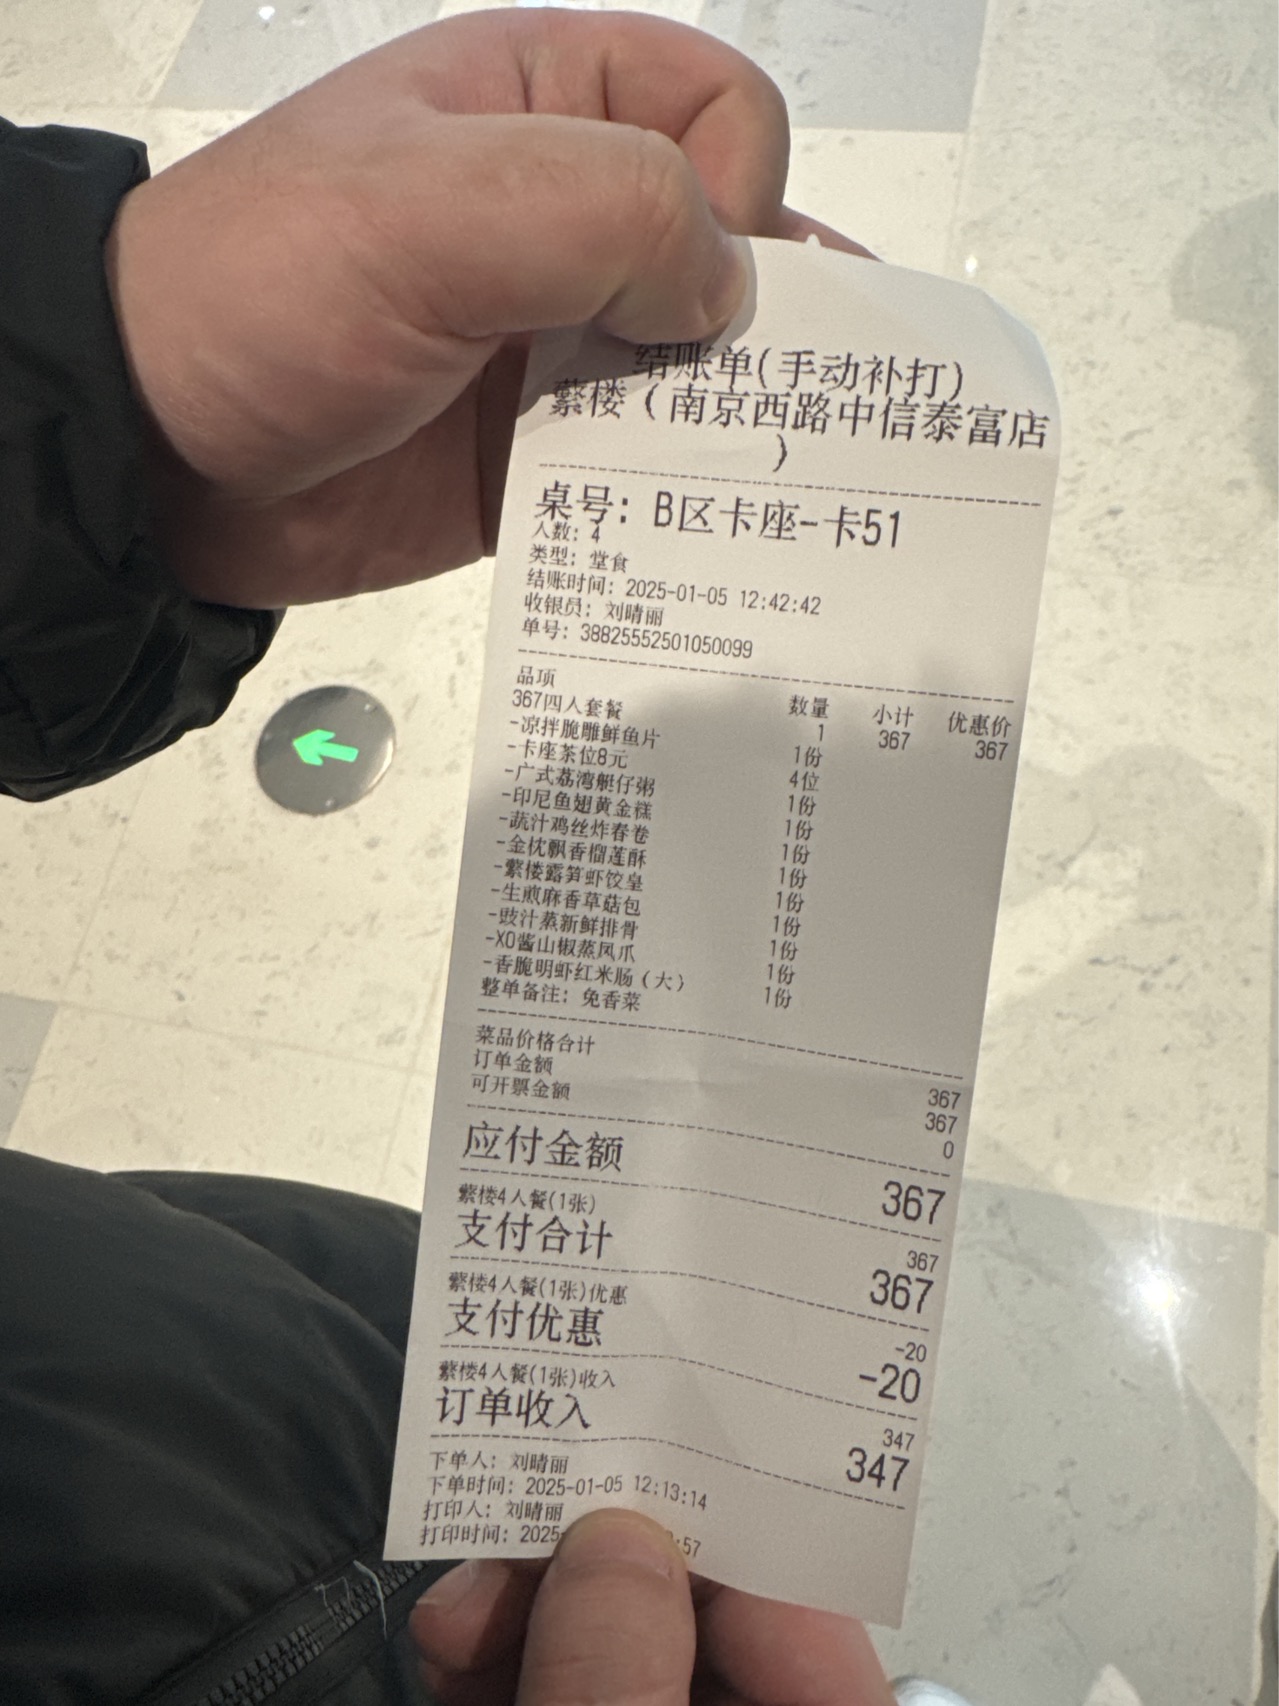 结账单(手动补打)
蘩楼（南京西路中信泰富店
）
桌号: B区卡座-卡51
人数: 4
类型: 堂食
结账时间: 2025-01-05 12:42:42
收银员: 刘晴丽
单号: 38825552501050099
品项 数量 小计 优惠价
367四人套餐 1 367 367
-凉拌脆雕鲜鱼片 1份
-卡座茶位8元 4位
-广式荔湾艇仔粥 1份
-印尼鱼翅黄金糕 1份
-蔬汁鸡丝炸春卷 1份
-金枕飘香榴莲酥 1份
-蘩楼露笋虾饺皇 1份
-生煎麻香草菇包 1份
-豉汁蒸新鲜排骨 1份
-XO酱山椒蒸凤爪 1份
-香脆明虾红米肠（大） 1份
整单备注: 免香菜
菜品价格合计 367
订单金额 367
可开票金额 0
应付金额 367
蘩楼4人餐(1张) 367
支付合计 367
蘩楼4人餐(1张)优惠 -20
支付优惠 -20
蘩楼4人餐(1张)收入 347
订单收入 347
下单人: 刘晴丽
下单时间: 2025-01-05 12:13:14
打印人: 刘晴丽
打印时间: 2025- :57